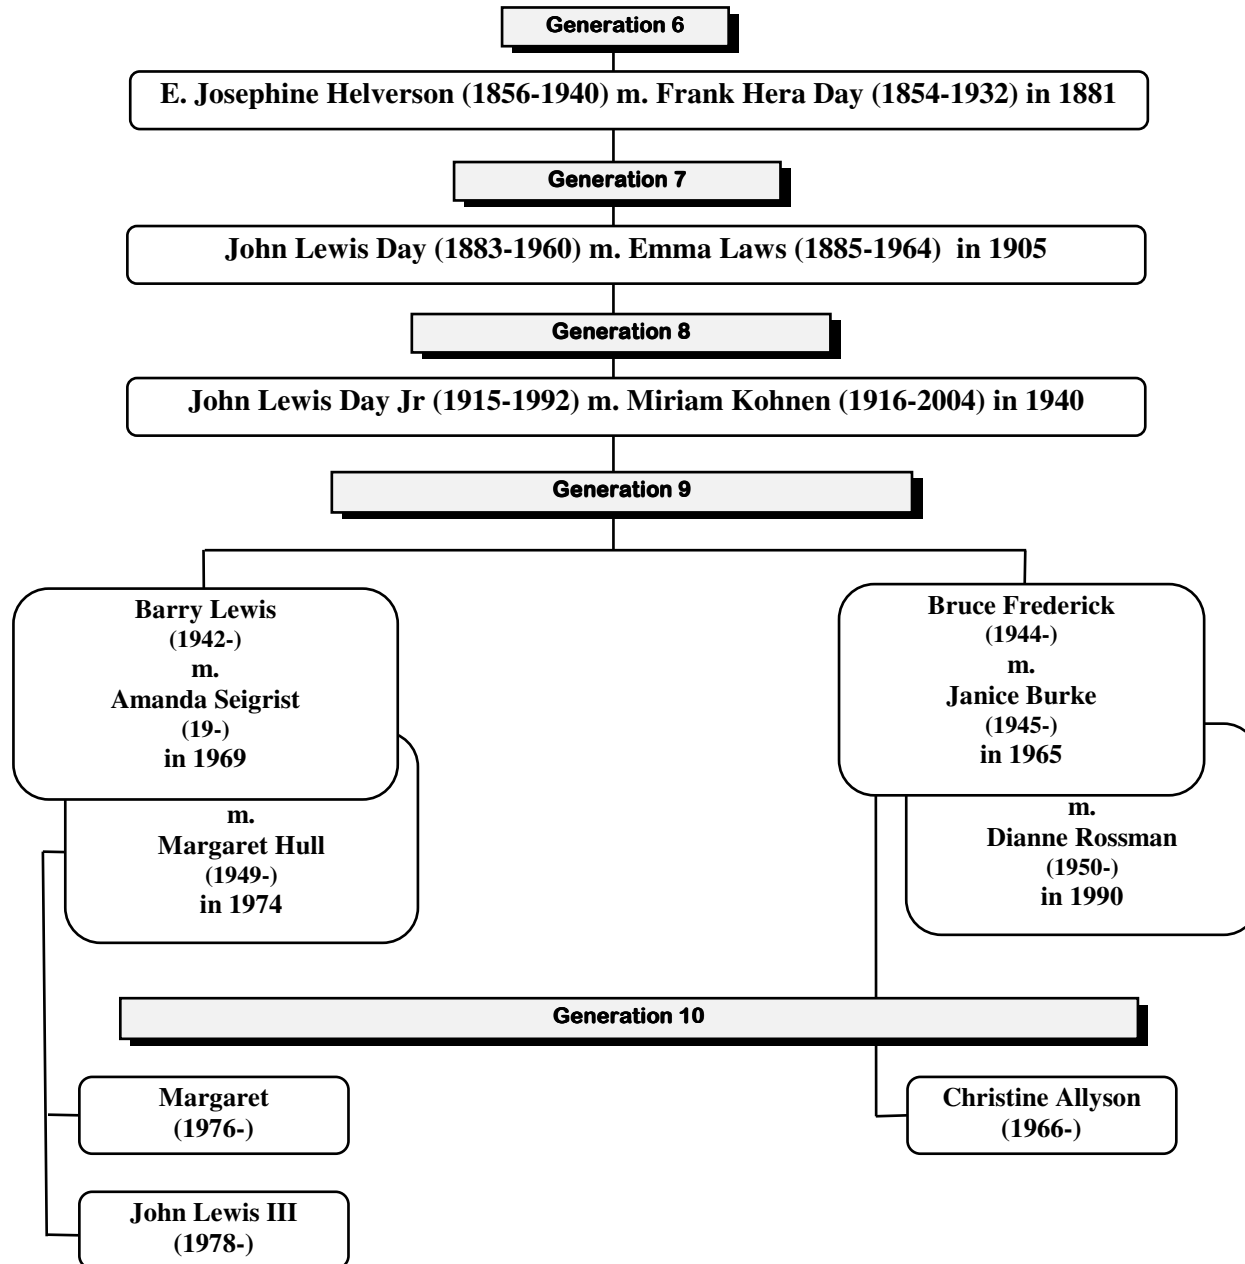 Generation 6
E. Josephine Helverson (1856-1940) m. Frank Hera Day (1854-1932) in 1881
Generation 7
John Lewis Day (1883-1960) m. Emma Laws (1885-1964) in 1905
Generation 8
John Lewis Day Jr (1915-1992) m. Miriam Kohnen (1916-2004) in 1940
Generation 9
Barry Lewis
(1942-)
m.
Amanda Seigrist
(19-)
in 1969
m.
Margaret Hull
(1949-)
in 1974
Bruce Frederick
(1944-)
m.
Janice Burke
(1945-)
in 1965
m.
Dianne Rossman
(1950-)
in 1990
Generation 10
Margaret
(1976-)
John Lewis III
(1978-)
Christine Allyson
(1966-)